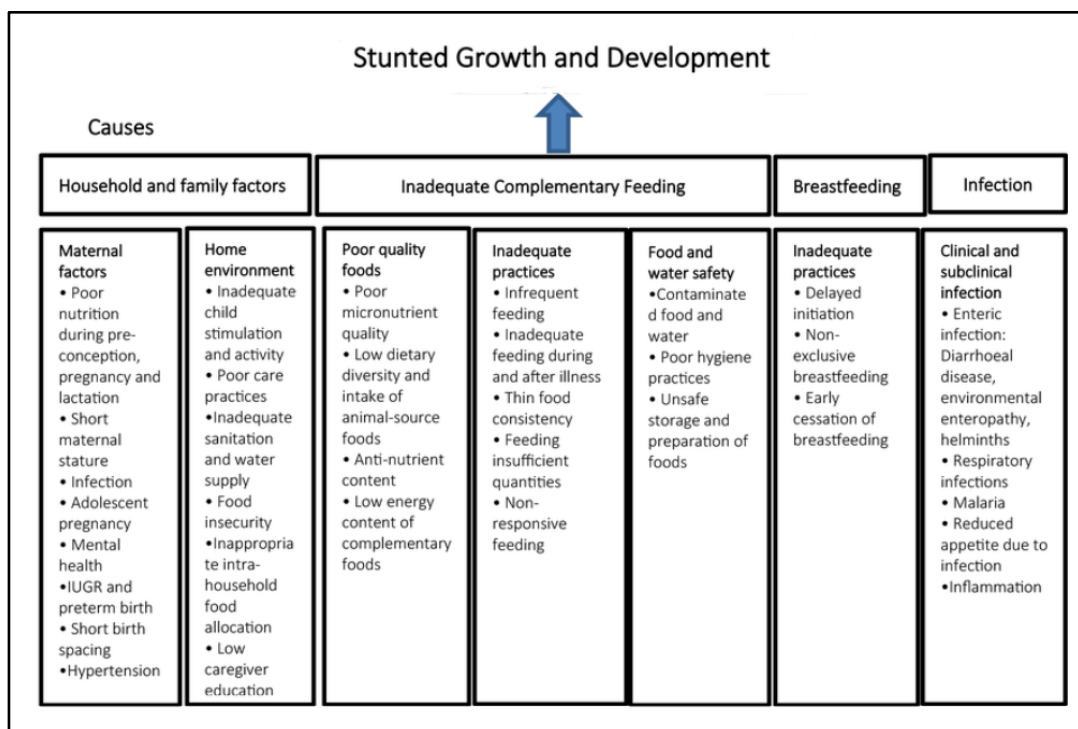 Stunted Growth and Development
Causes
Household and family factors
Inadequate Complementary Feeding
Breastfeeding
Infection
Maternal
factors
• Poor
nutrition
during pre-
conception,
pregnancy and
lactation
• Short
maternal
stature
• Infection
• Adolescent
pregnancy
• Mental
health
•IUGR and
preterm birth
• Short birth
spacing
•Hypertension
Home
environment
• Inadequate
child
stimulation
and activity
• Poor care
practices
•Inadequate
sanitation
and water
supply
• Food
insecurity
•Inappropria
te intra-
household
food
allocation
• Low
caregiver
education
Poor quality
foods
• Poor
micronutrient
quality
• Low dietary
diversity and
intake of
animal-source
foods
• Anti-nutrient
content
• Low energy
content of
complementary
foods
Inadequate
practices
• Infrequent
feeding
• Inadequate
feeding during
and after illness
• Thin food
consistency
• Feeding
insufficient
quantities
• Non-
responsive
feeding
Food and
water safety
•Contaminate
d food and
water
• Poor hygiene
practices
• Unsafe
storage and
preparation of
foods
Inadequate
practices
• Delayed
initiation
• Non-
exclusive
breastfeeding
• Early
cessation of
breastfeeding
Clinical and
subclinical
infection
• Enteric
infection:
Diarrhoeal
disease,
environmental
enteropathy,
helminths
• Respiratory
infections
• Malaria
• Reduced
appetite due to
infection
•Inflammation